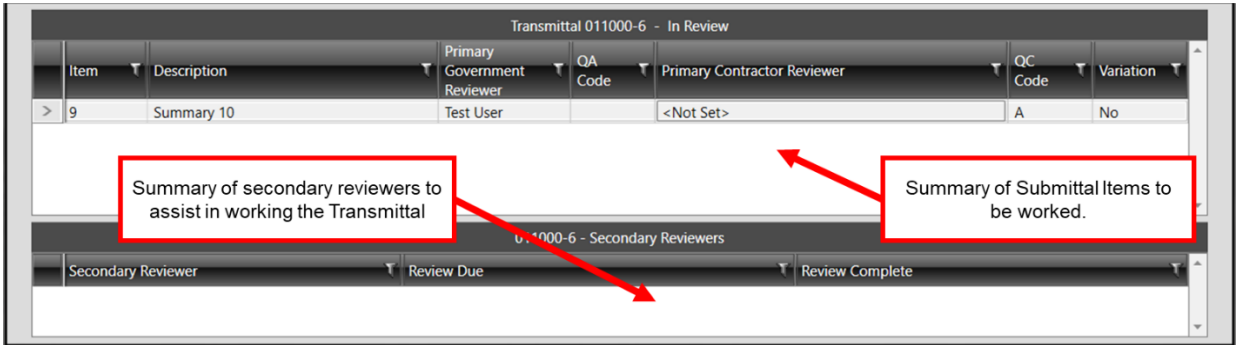 Transmittal 011000-6 - In Review
Item Description Primary Government Reviewer QA Code Primary Contractor Reviewer QC Code Variation
> 9 Summary 10 Test User <Not Set> A No
Summary of secondary reviewers to
assist in working the Transmittal
Summary of Submittal Items to
be worked.
011000-6 - Secondary Reviewers
Secondary Reviewer Review Due Review Complete